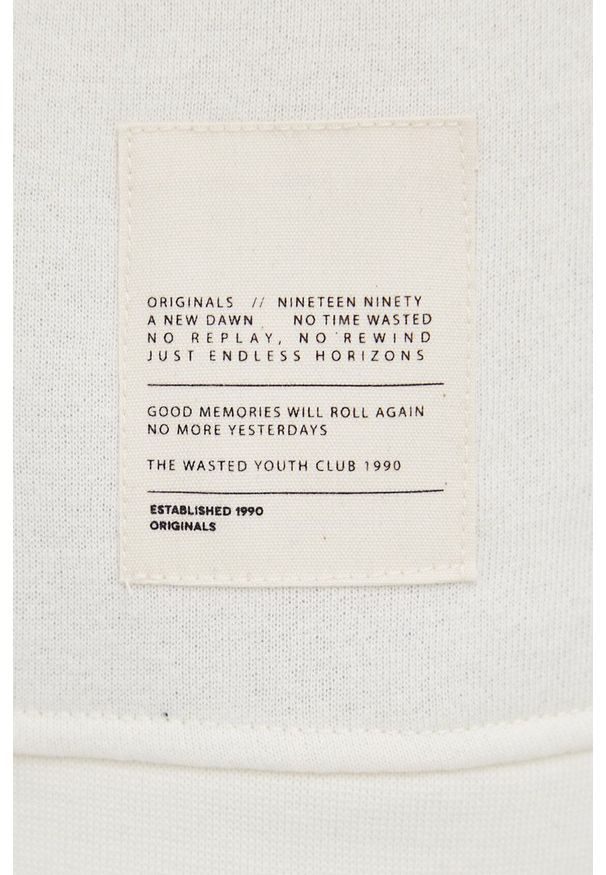 ORIGINALS // NINETEEN NINETY
A NEW DAWN NO TIME WASTED
NO REPLAY, NO REWIND
JUST ENDLESS HORIZONS
GOOD MEMORIES WILL ROLL AGAIN
NO MORE YESTERDAYS
THE WASTED YOUTH CLUB 1990
ESTABLISHED 1990
ORIGINALS